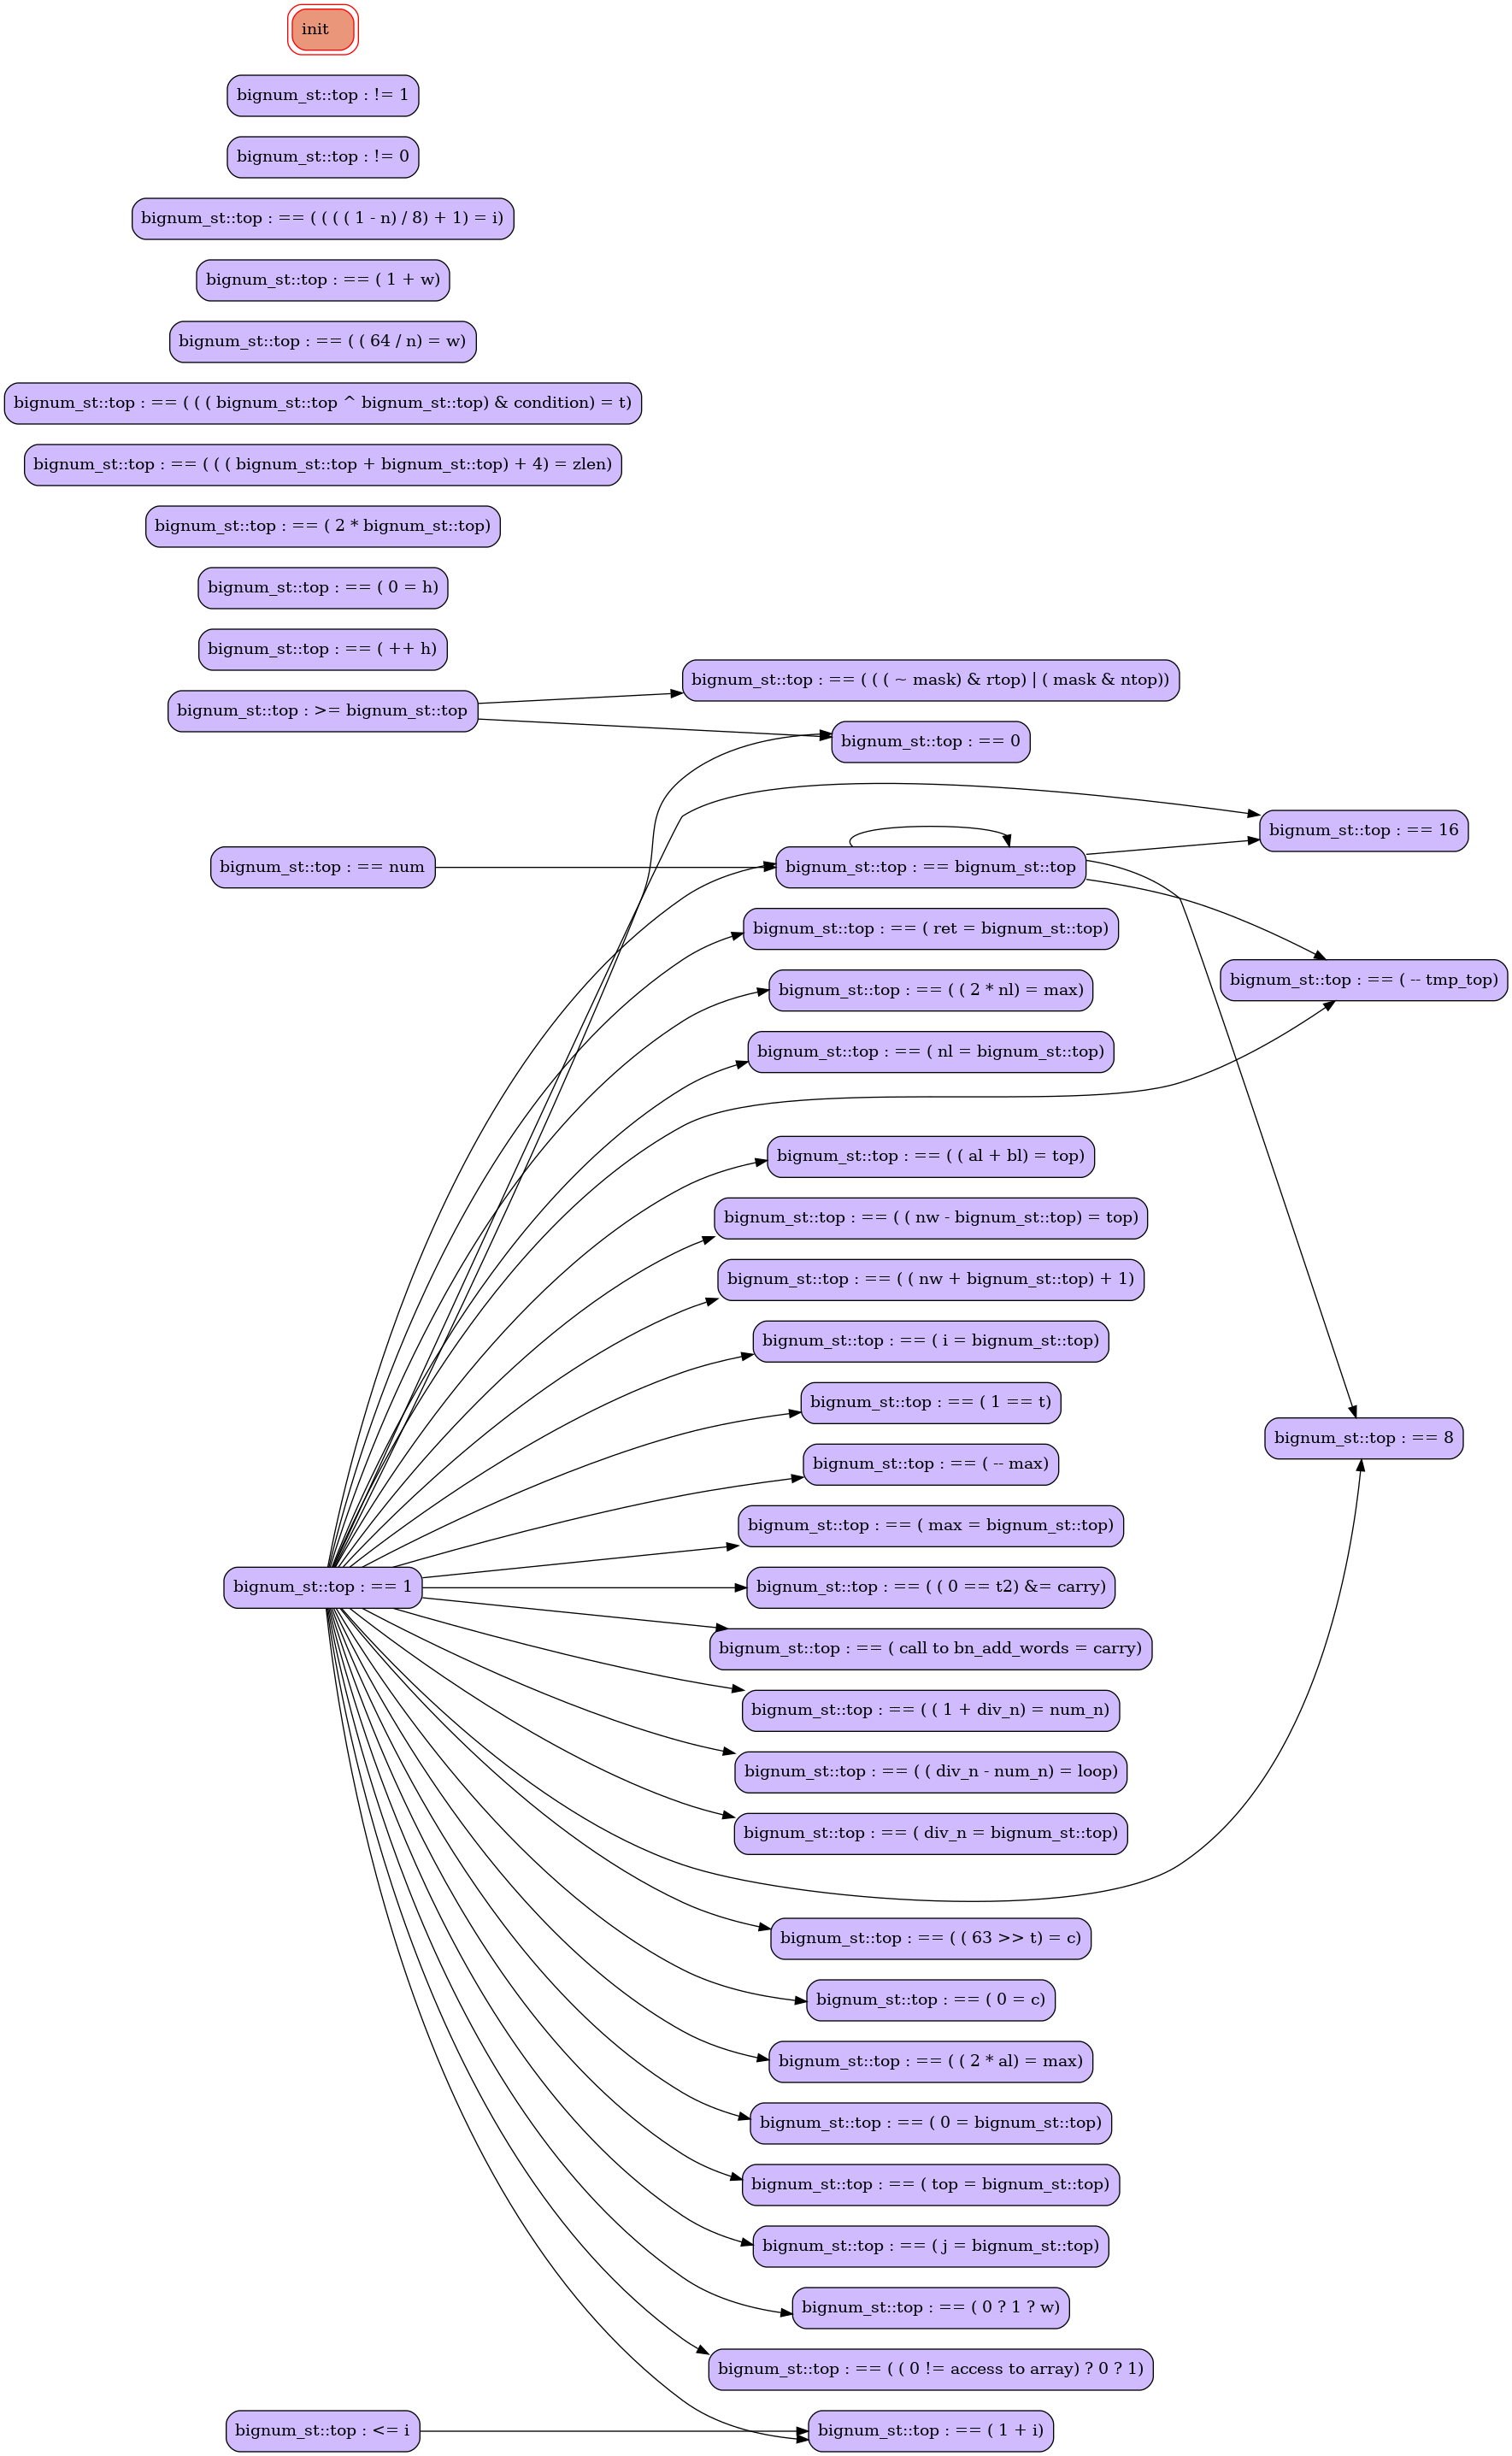 init
bignum_st::top : != 1
bignum_st::top : != 0
bignum_st::top : == ( ( ( ( 1 - n) / 8) + 1) = i)
bignum_st::top : == ( 1 + w)
bignum_st::top : == ( ( 64 / n) = w)
bignum_st::top : == ( ( ( bignum_st::top ^ bignum_st::top) & condition) = t)
bignum_st::top : == ( ( ( bignum_st::top + bignum_st::top) + 4) = zlen)
bignum_st::top : == ( 2 * bignum_st::top)
bignum_st::top : == ( 0 = h)
bignum_st::top : == ( ++ h)
bignum_st::top : == ( ( ( ~ mask) & rtop) | ( mask & ntop))
bignum_st::top : >= bignum_st::top
bignum_st::top : == 0
bignum_st::top : == 16
bignum_st::top : == num
bignum_st::top : == bignum_st::top
bignum_st::top : == ( ret = bignum_st::top)
bignum_st::top : == ( -- tmp_top)
bignum_st::top : == ( ( 2 * nl) = max)
bignum_st::top : == ( nl = bignum_st::top)
bignum_st::top : == ( ( al + bl) = top)
bignum_st::top : == ( ( nw - bignum_st::top) = top)
bignum_st::top : == ( ( nw + bignum_st::top) + 1)
bignum_st::top : == ( i = bignum_st::top)
bignum_st::top : == ( 1 == t)
bignum_st::top : == 8
bignum_st::top : == ( -- max)
bignum_st::top : == ( max = bignum_st::top)
bignum_st::top : == 1
bignum_st::top : == ( ( 0 == t2) &= carry)
bignum_st::top : == ( call to bn_add_words = carry)
bignum_st::top : == ( ( 1 + div_n) = num_n)
bignum_st::top : == ( ( div_n - num_n) = loop)
bignum_st::top : == ( div_n = bignum_st::top)
bignum_st::top : == ( ( 63 >> t) = c)
bignum_st::top : == ( 0 = c)
bignum_st::top : == ( ( 2 * al) = max)
bignum_st::top : == ( 0 = bignum_st::top)
bignum_st::top : == ( top = bignum_st::top)
bignum_st::top : == ( j = bignum_st::top)
bignum_st::top : == ( 0 ? 1 ? w)
bignum_st::top : == ( ( 0 != access to array) ? 0 ? 1)
bignum_st::top : <= i
bignum_st::top : == ( 1 + i)